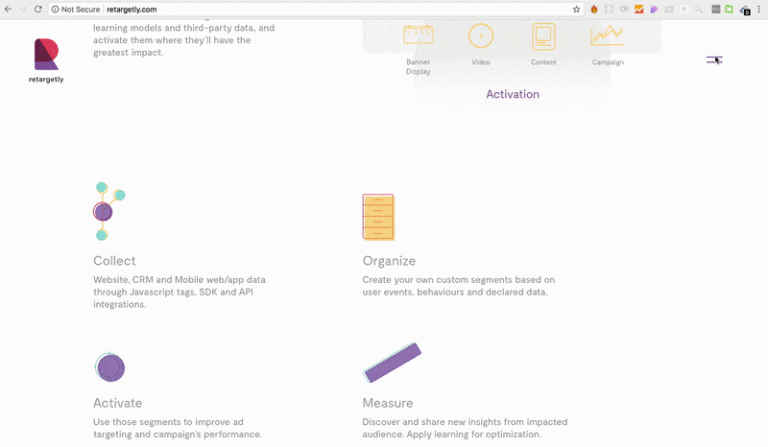 Not Secure | retargetly.com
learning models and third-party data, and
activate them where they'll have the
greatest impact.
retargetly
Banner
Display
Video
Content
Campaign
Activation
Collect
Website, CRM and Mobile web/app data
through Javascript tags, SDK and API
integrations.
Organize
Create your own custom segments based on
user events, behaviours and declared data.
Activate
Use those segments to improve ad
targeting and campaign's performance.
Measure
Discover and share new insights from impacted
audience. Apply learning for optimization.